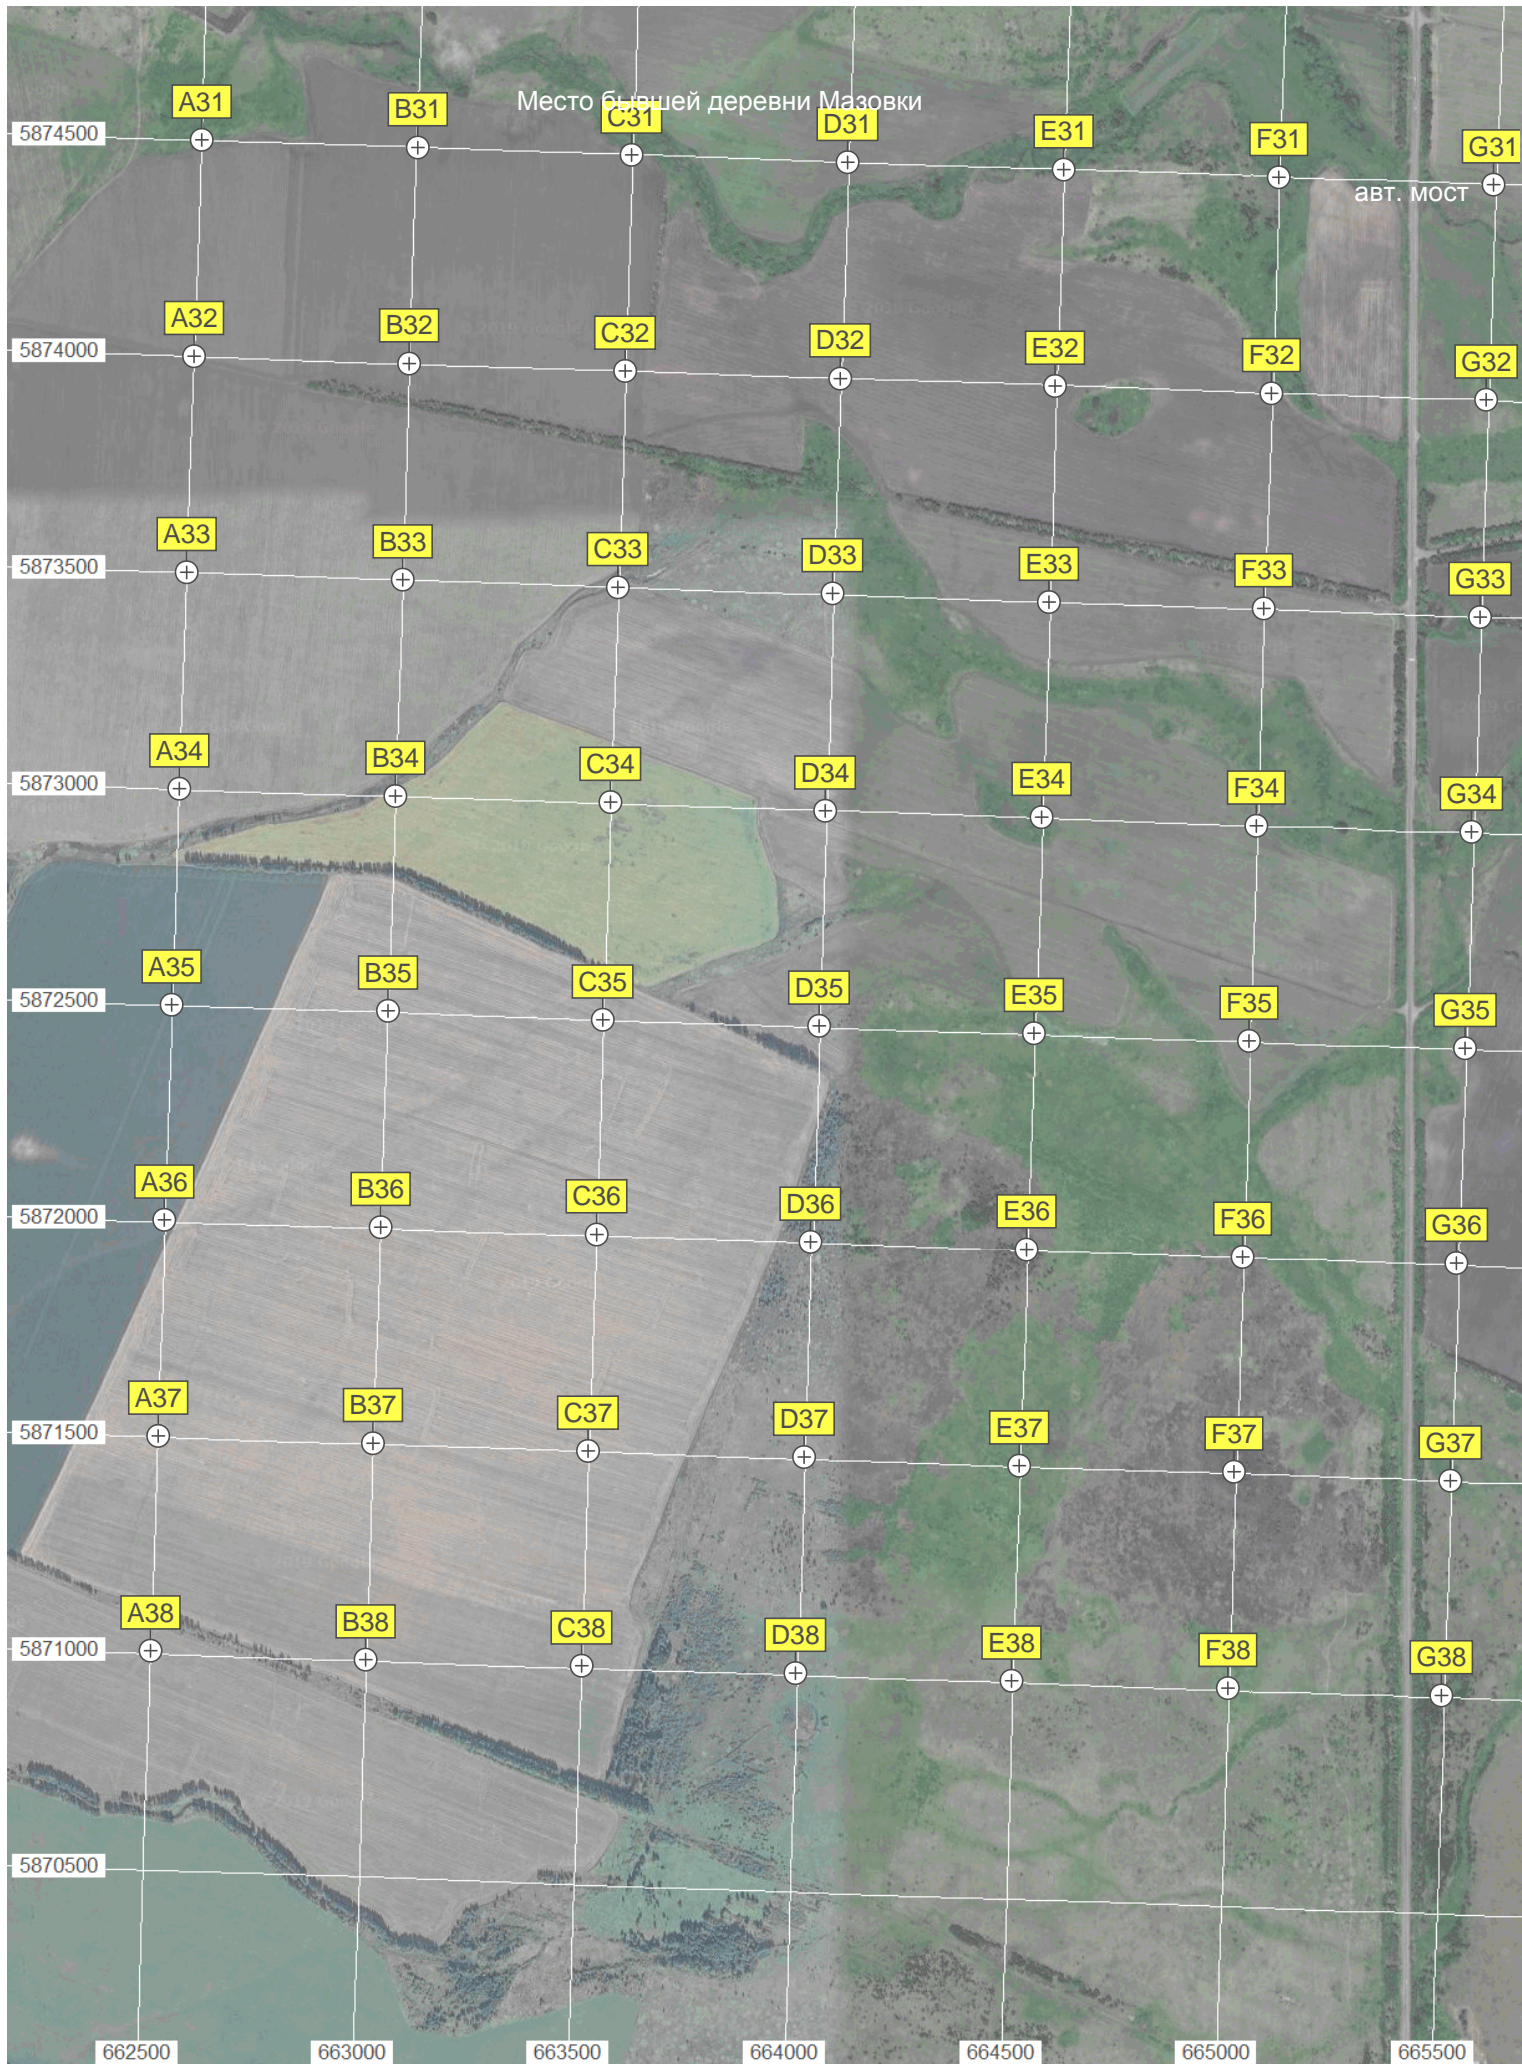 Место бывшей деревни Мазовки
A31 B31 C31 D31 E31 F31 G31
5874500
авт. мост
A32 B32 C32 D32 E32 F32 G32
5874000
A33 B33 C33 D33 E33 F33 G33
5873500
A34 B34 C34 D34 E34 F34 G34
5873000
A35 B35 C35 D35 E35 F35 G35
5872500
A36 B36 C36 D36 E36 F36 G36
5872000
A37 B37 C37 D37 E37 F37 G37
5871500
A38 B38 C38 D38 E38 F38 G38
5871000
5870500
662500 663000 663500 664000 664500 665000 665500